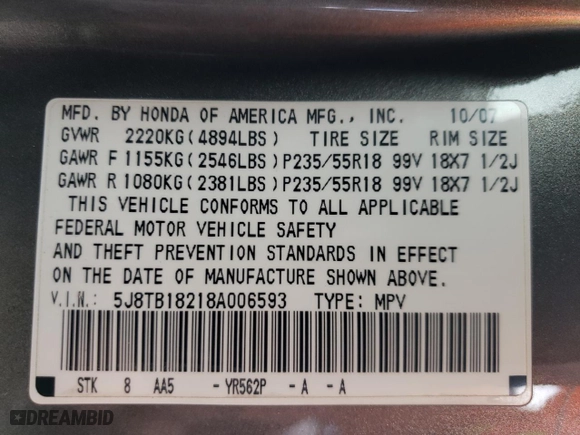 MFD. BY HONDA OF AMERICA MFG., INC. 10/07
GVWR 2220KG(4894LBS) TIRE SIZE RIM SIZE
GAWR F 1155KG(2546LBS) P235/55R18 99V 18X7 1/2J
GAWR R 1080KG(2381LBS) P235/55R18 99V 18X7 1/2J
THIS VEHICLE CONFORMS TO ALL APPLICABLE
FEDERAL MOTOR VEHICLE SAFETY
AND THEFT PREVENTION STANDARDS IN EFFECT
ON THE DATE OF MANUFACTURE SHOWN ABOVE.
V.I.N.: 5J8TB18218A006593 TYPE: MPV
STK 8 AA5 -YR562P -A -A
DREAMBID